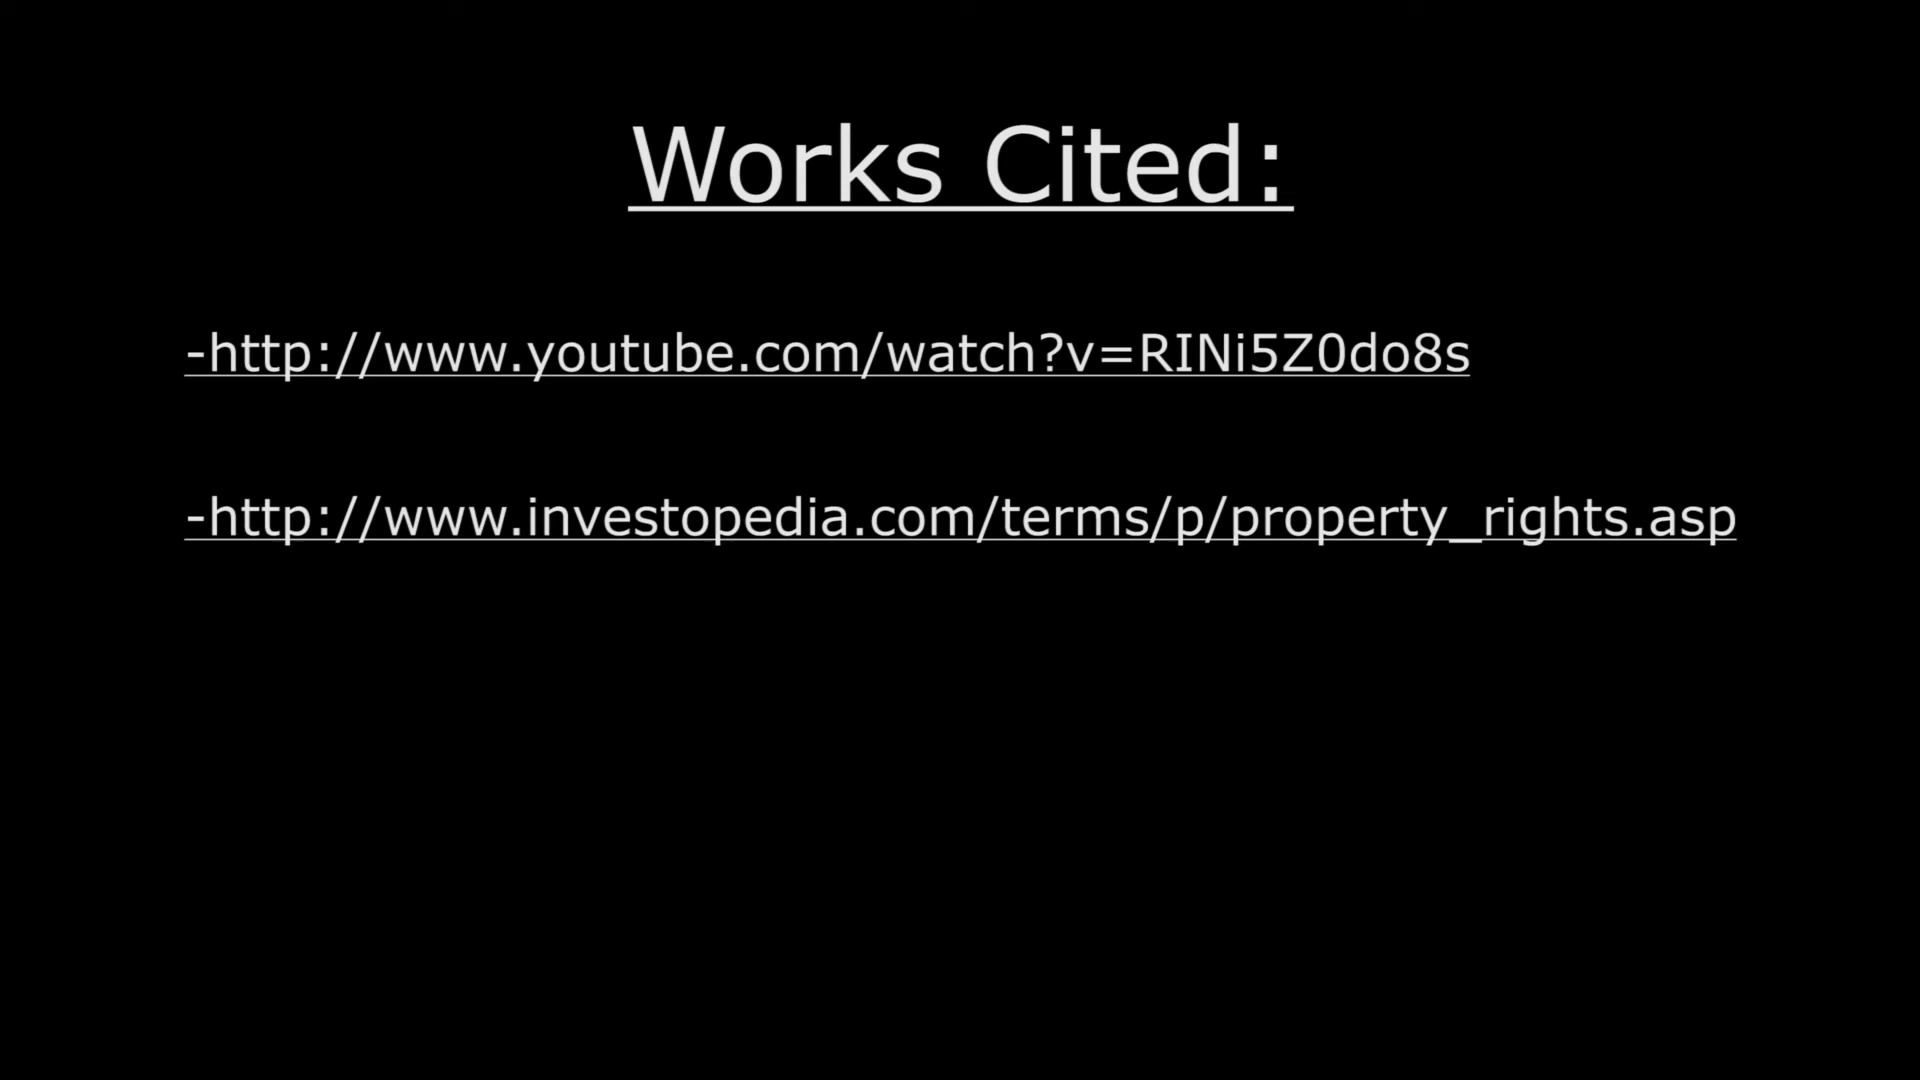 Works Cited:
-http://www.youtube.com/watch?v=RINi5Z0do8s
-http://www.investopedia.com/terms/p/property_rights.asp